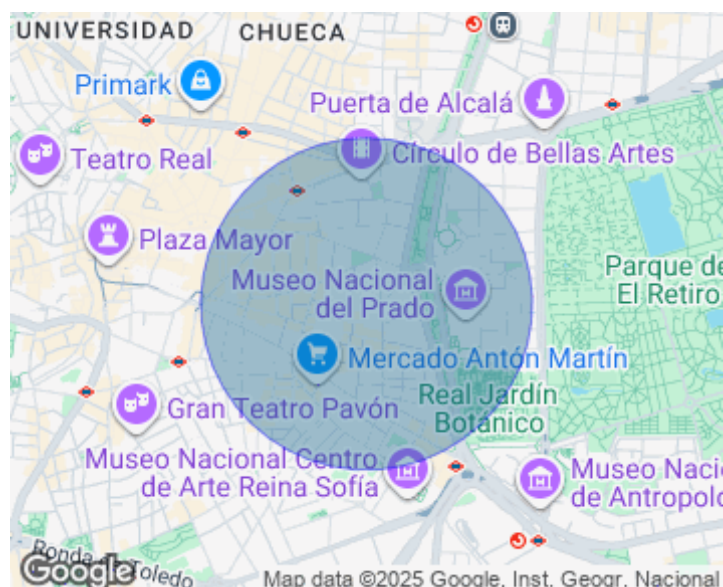 UNIVERSIDAD
CHUECA
Primark
Puerta de Alcalá
Teatro Real
Círculo de Bellas Artes
Plaza Mayor
Museo Nacional
del Prado
Parque de
El Retiro
Mercado Antón Martín
Gran Teatro Pavón
Real Jardín
Botánico
Museo Nacional Centro
de Arte Reina Sofía
Museo Naci
de Antropolo
Ronda de Toledo
Google
Map data ©2025 Google, Inst. Geogr. Nacional